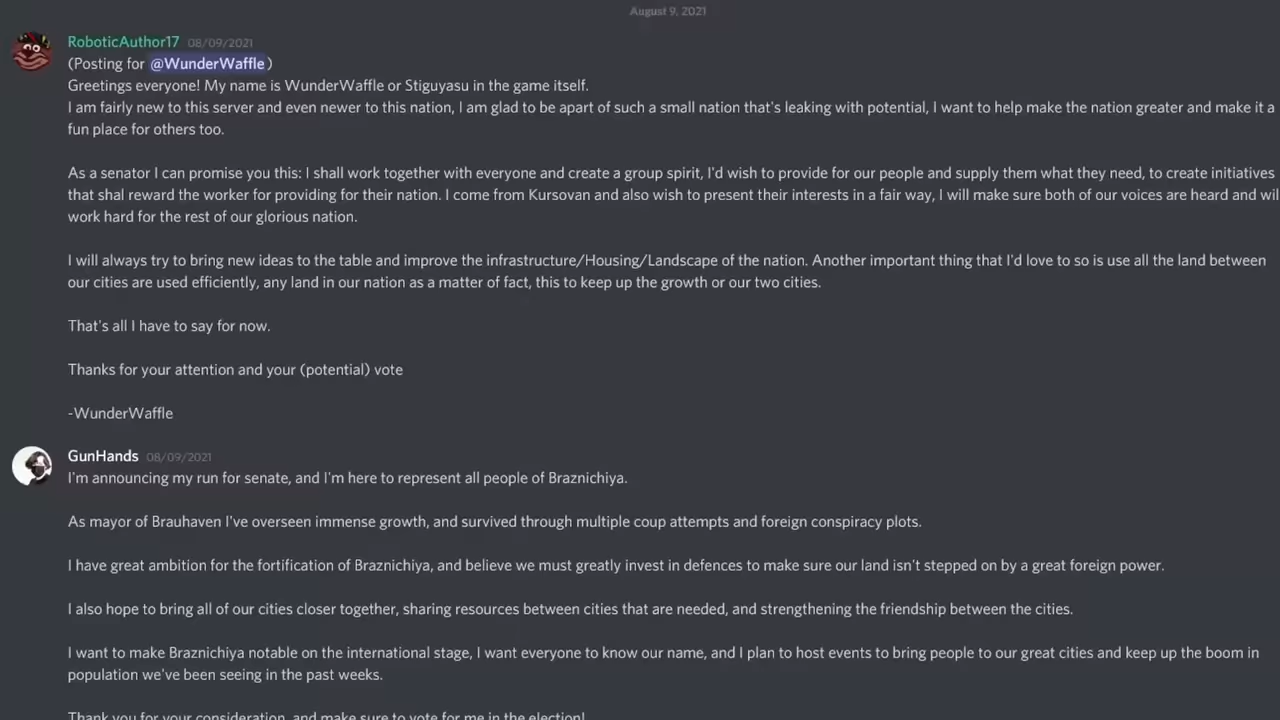 August 9, 2021
RoboticAuthor17 08/09/2021
(Posting for @WunderWaffle)
Greetings everyone! My name is WunderWaffle or Stiguyasu in the game itself.
I am fairly new to this server and even newer to this nation, I am glad to be apart of such a small nation that's leaking with potential, I want to help make the nation greater and make it a
fun place for others too.
As a senator I can promise you this: I shall work together with everyone and create a group spirit, I'd wish to provide for our people and supply them what they need, to create initiatives
that shal reward the worker for providing for their nation. I come from Kursovan and also wish to present their interests in a fair way, I will make sure both of our voices are heard and wil
work hard for the rest of our glorious nation.
I will always try to bring new ideas to the table and improve the infrastructure/Housing/Landscape of the nation. Another important thing that I'd love to so is use all the land between
our cities are used efficiently, any land in our nation as a matter of fact, this to keep up the growth or our two cities.
That's all I have to say for now.
Thanks for your attention and your (potential) vote
-WunderWaffle
GunHands 08/09/2021
I'm announcing my run for senate, and I'm here to represent all people of Braznichiya.
As mayor of Brauhaven I've overseen immense growth, and survived through multiple coup attempts and foreign conspiracy plots.
I have great ambition for the fortification of Braznichiya, and believe we must greatly invest in defences to make sure our land isn't stepped on by a great foreign power.
I also hope to bring all of our cities closer together, sharing resources between cities that are needed, and strengthening the friendship between the cities.
I want to make Braznichiya notable on the international stage, I want everyone to know our name, and I plan to host events to bring people to our great cities and keep up the boom in
population we've been seeing in the past weeks.
Thank you for your consideration, and make sure to vote for me in the election!